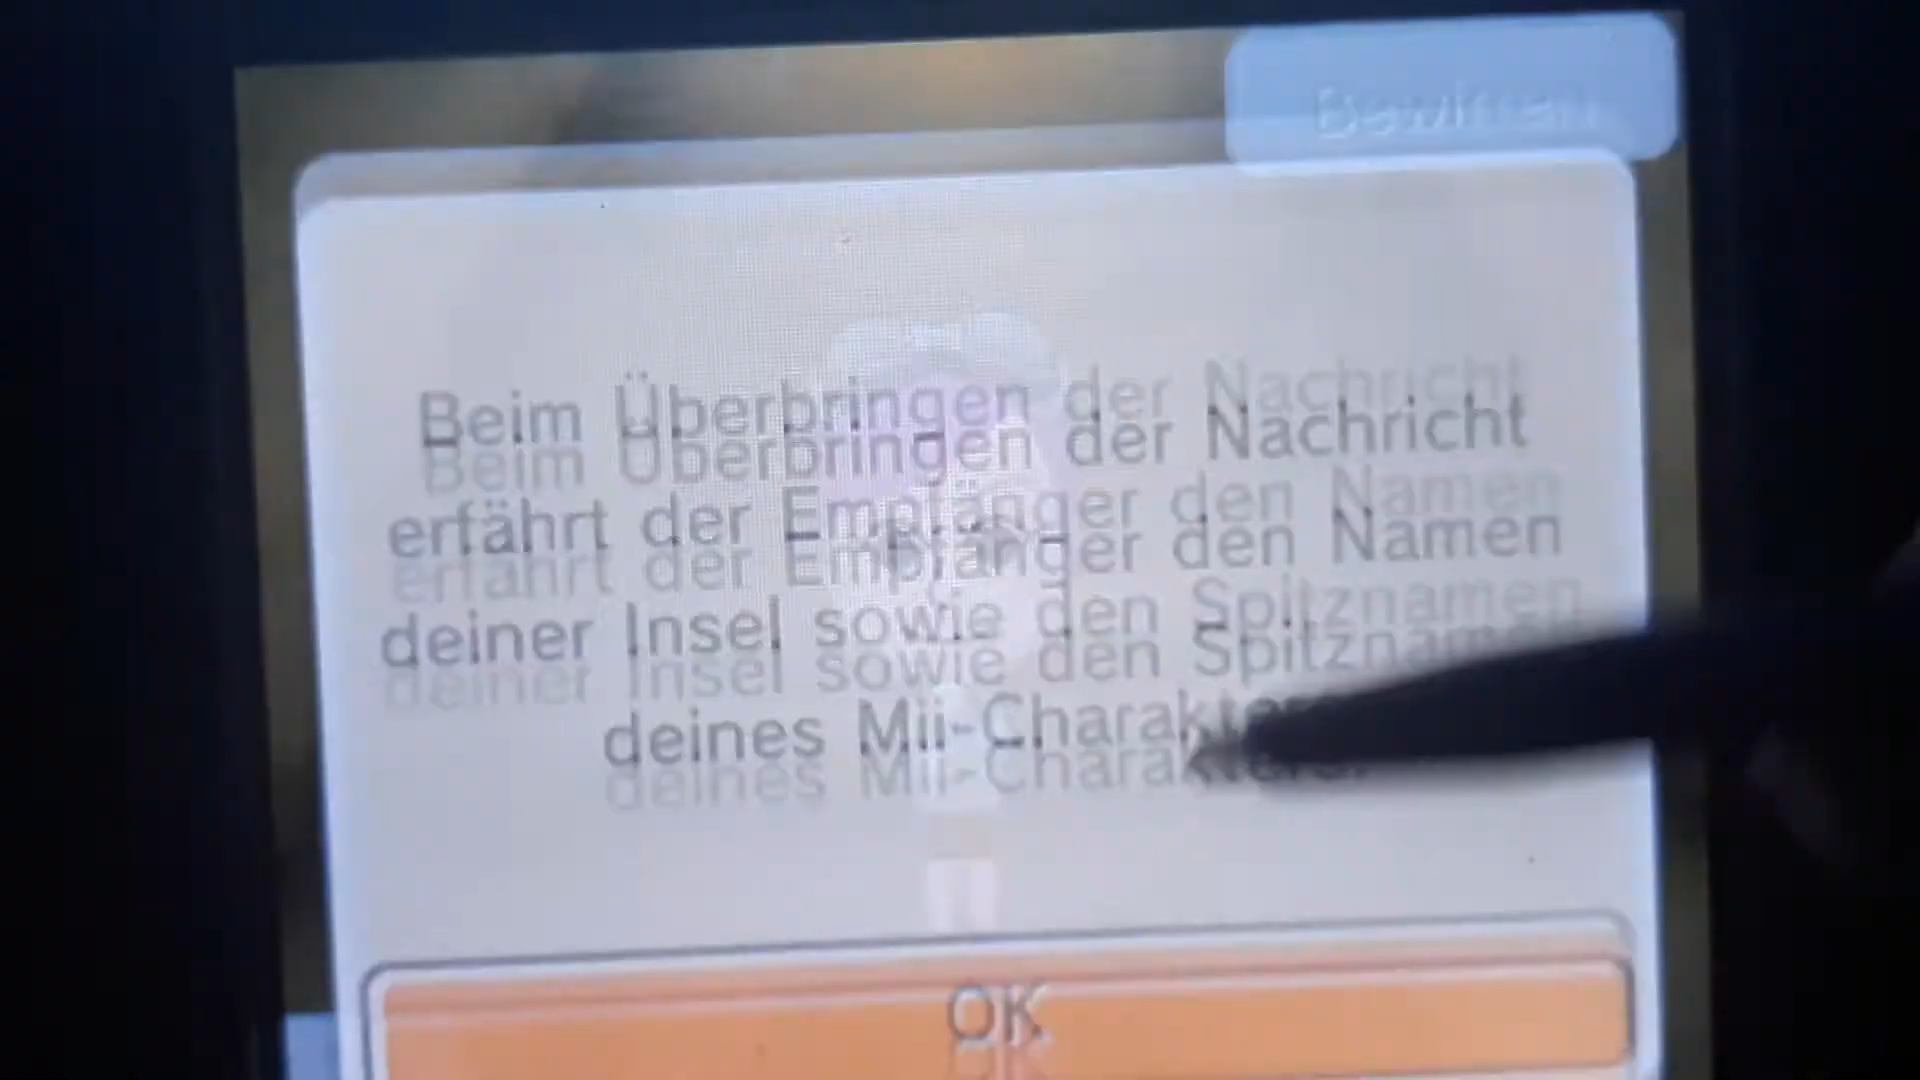 Beim Überbringen der Nachricht
erfährt der Empfänger den Namen
deiner Insel sowie den Spitznamen
deines Mii-Charakters.
OK